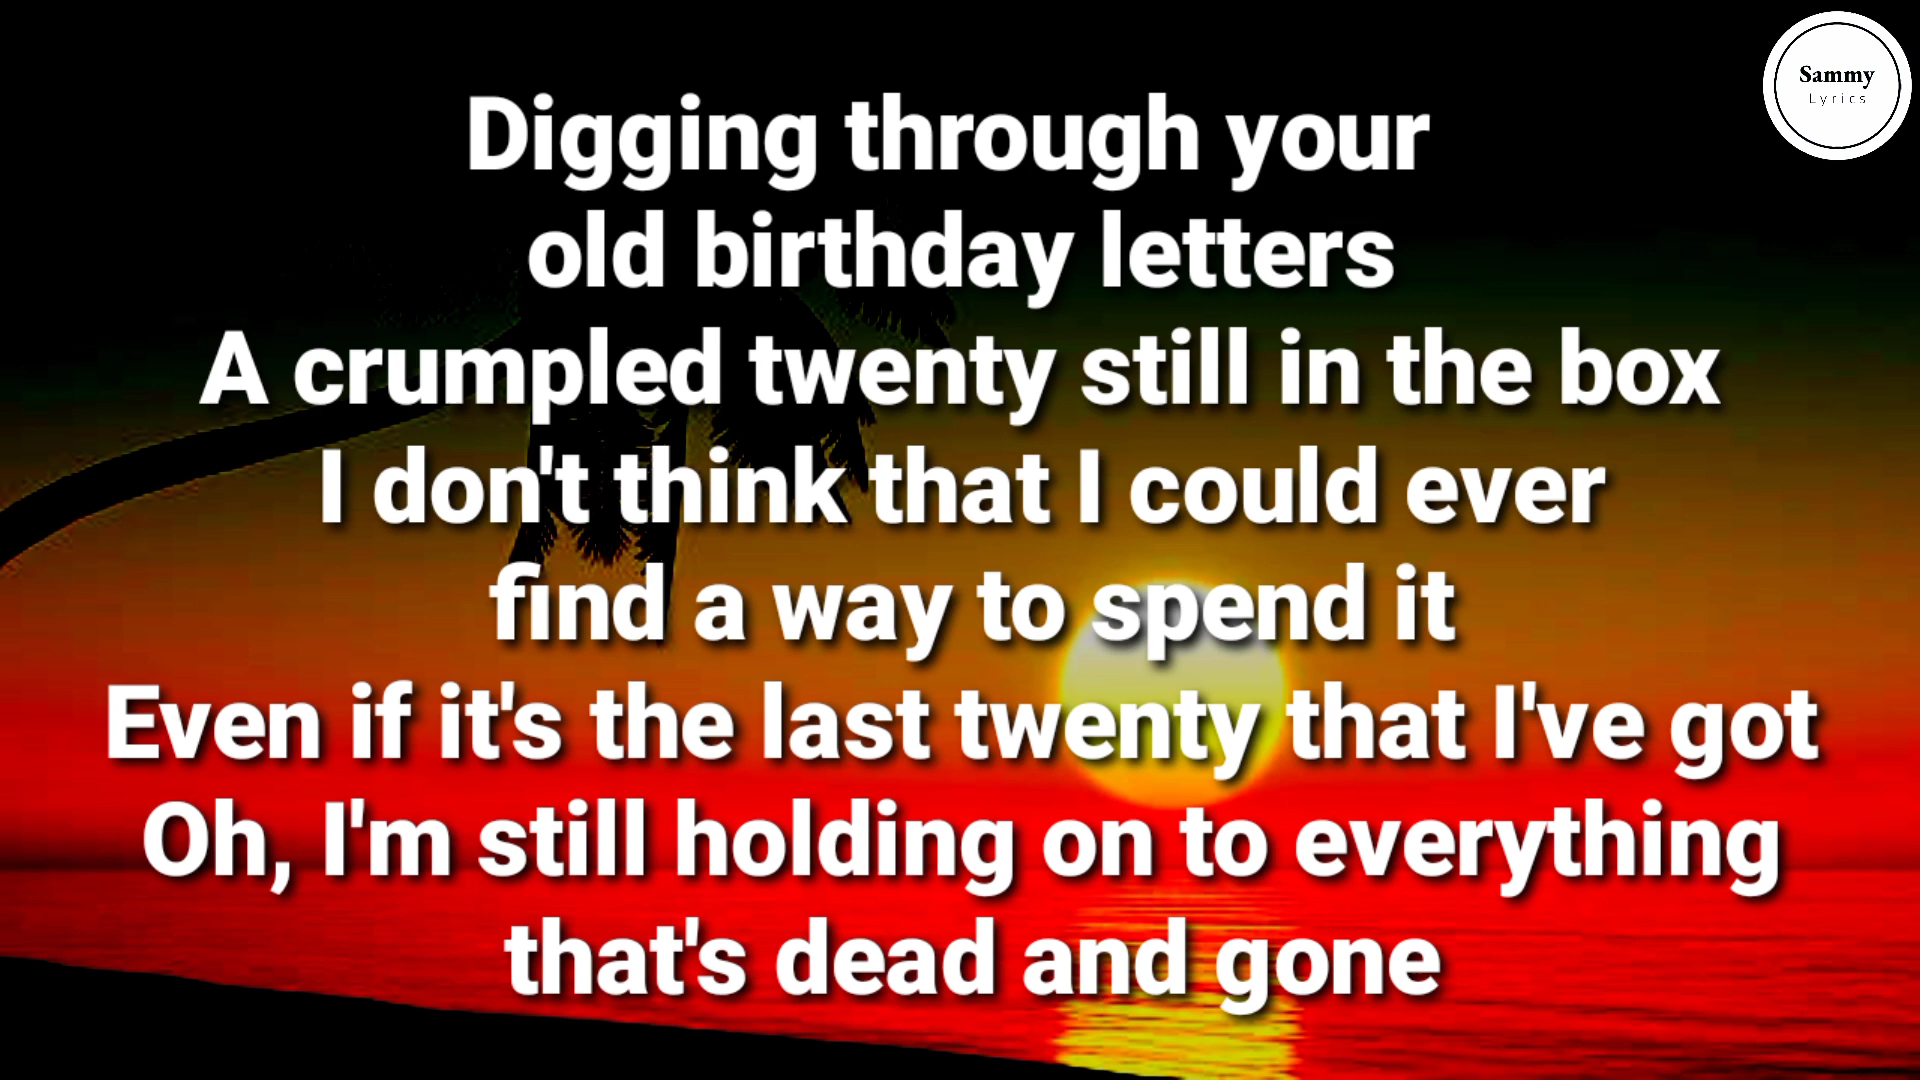 Sammy
Lyrics
Digging through your
old birthday letters
A crumpled twenty still in the box
I don't think that I could ever
find a way to spend it
Even if it's the last twenty that I've got
Oh, I'm still holding on to everything
that's dead and gone